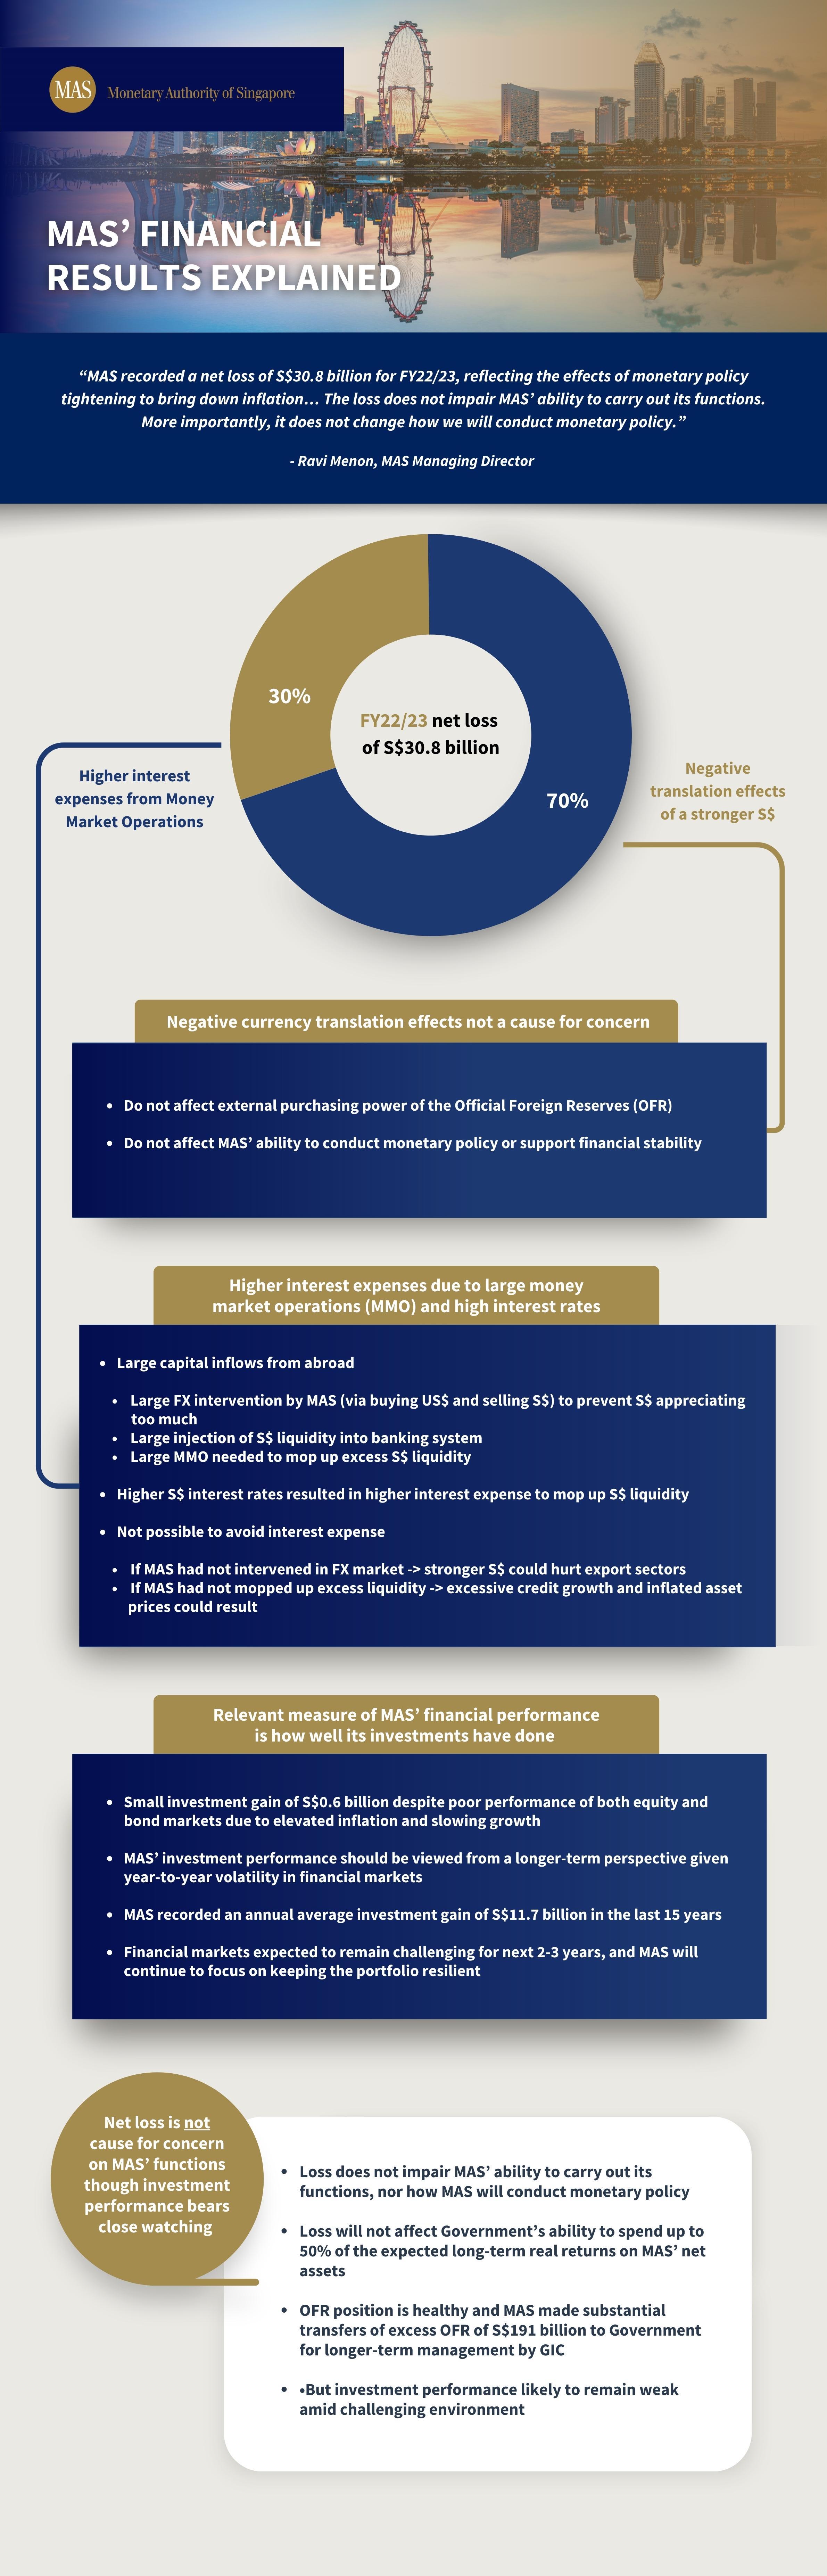 MAS
Monetary Authority of Singapore
MAS’ FINANCIAL
RESULTS EXPLAINED
“MAS recorded a net loss of S$30.8 billion for FY22/23, reflecting the effects of monetary policy
tightening to bring down inflation… The loss does not impair MAS’ ability to carry out its functions.
More importantly, it does not change how we will conduct monetary policy.”
- Ravi Menon, MAS Managing Director
30%
FY22/23 net loss
of S$30.8 billion
70%
Higher interest
expenses from Money
Market Operations
Negative
translation effects
of a stronger S$
Negative currency translation effects not a cause for concern
• Do not affect external purchasing power of the Official Foreign Reserves (OFR)
• Do not affect MAS’ ability to conduct monetary policy or support financial stability
Higher interest expenses due to large money
market operations (MMO) and high interest rates
• Large capital inflows from abroad
• Large FX intervention by MAS (via buying US$ and selling S$) to prevent S$ appreciating
too much
• Large injection of S$ liquidity into banking system
• Large MMO needed to mop up excess S$ liquidity
• Higher S$ interest rates resulted in higher interest expense to mop up S$ liquidity
• Not possible to avoid interest expense
• If MAS had not intervened in FX market -> stronger S$ could hurt export sectors
• If MAS had not mopped up excess liquidity -> excessive credit growth and inflated asset
prices could result
Relevant measure of MAS’ financial performance
is how well its investments have done
• Small investment gain of S$0.6 billion despite poor performance of both equity and
bond markets due to elevated inflation and slowing growth
• MAS’ investment performance should be viewed from a longer-term perspective given
year-to-year volatility in financial markets
• MAS recorded an annual average investment gain of S$11.7 billion in the last 15 years
• Financial markets expected to remain challenging for next 2-3 years, and MAS will
continue to focus on keeping the portfolio resilient
Net loss is not
cause for concern
on MAS’ functions
though investment
performance bears
close watching
• Loss does not impair MAS’ ability to carry out its
functions, nor how MAS will conduct monetary policy
• Loss will not affect Government’s ability to spend up to
50% of the expected long-term real returns on MAS’ net
assets
• OFR position is healthy and MAS made substantial
transfers of excess OFR of S$191 billion to Government
for longer-term management by GIC
• •But investment performance likely to remain weak
amid challenging environment